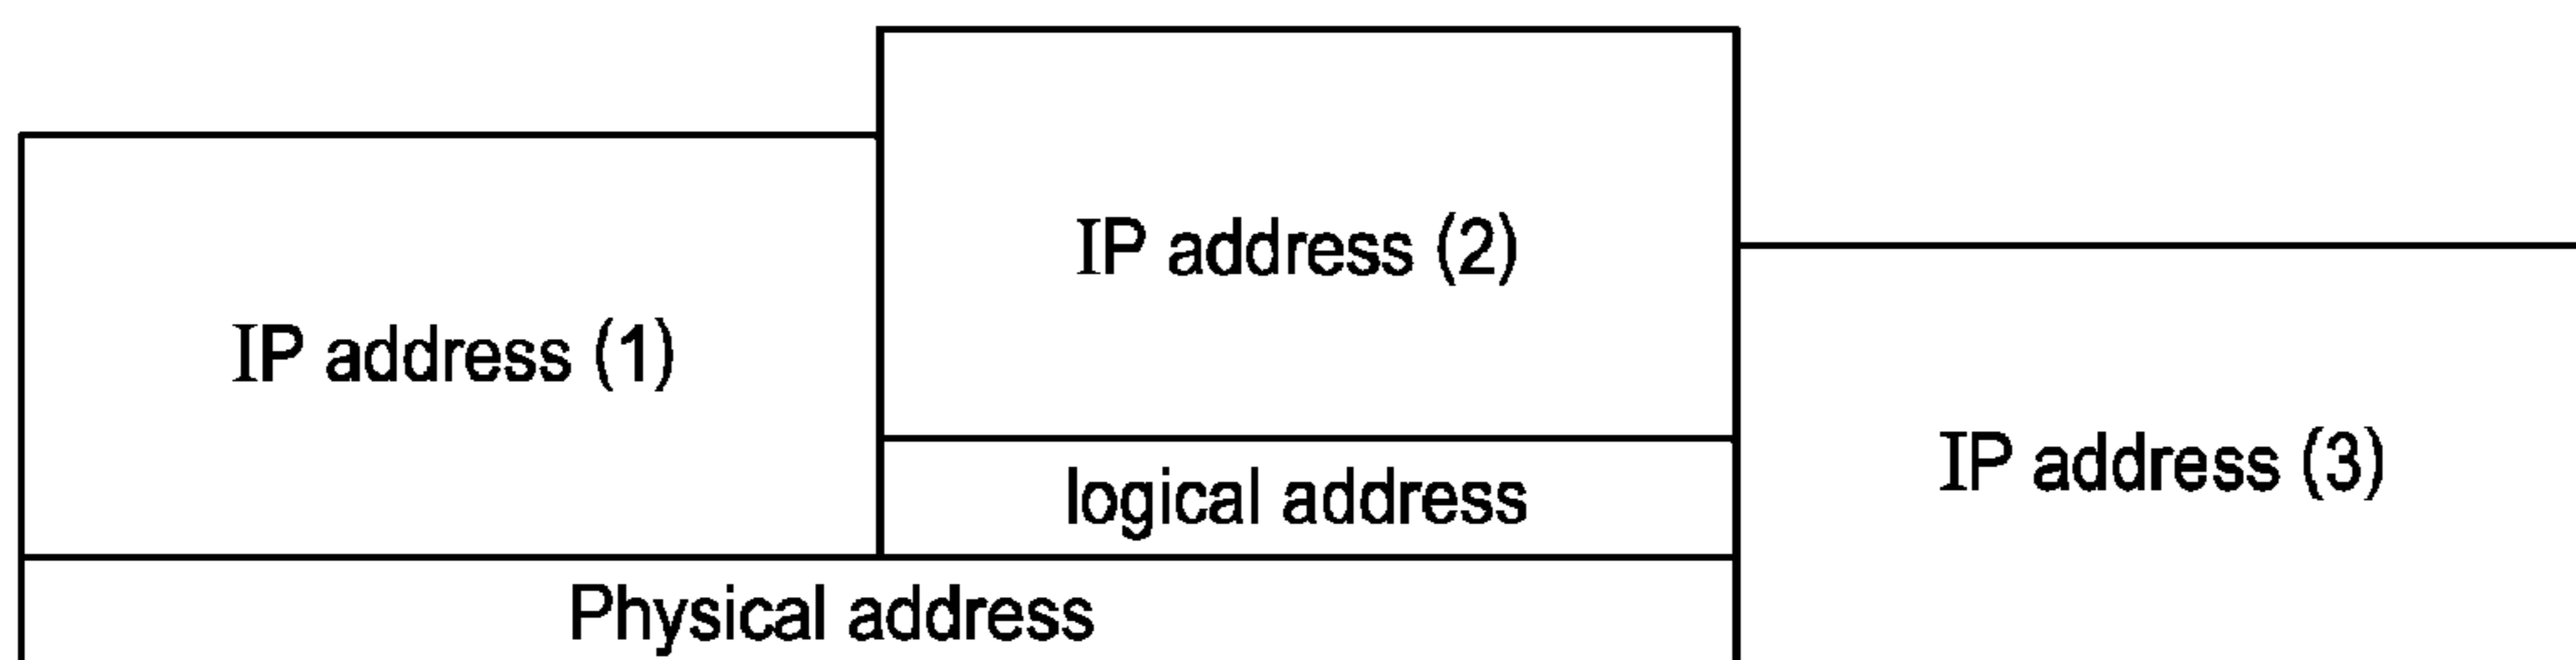 IP address (1)
IP address (2)
logical address
IP address (3)
Physical address